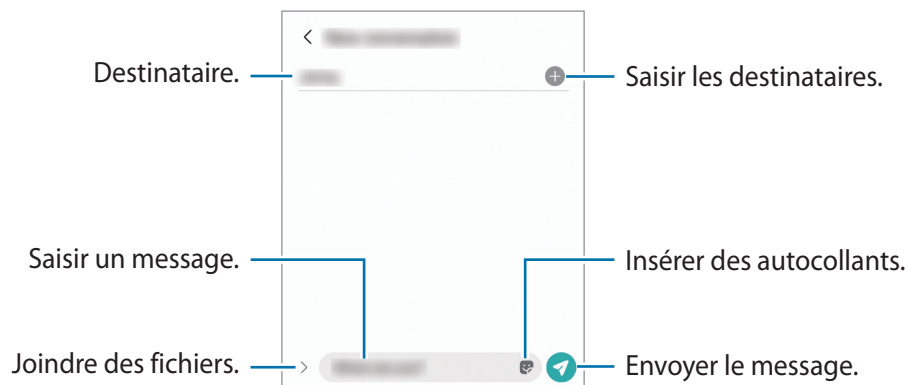 Destinataire.
Saisir les destinataires.
Saisir un message.
Insérer des autocollants.
Joindre des fichiers.
Envoyer le message.